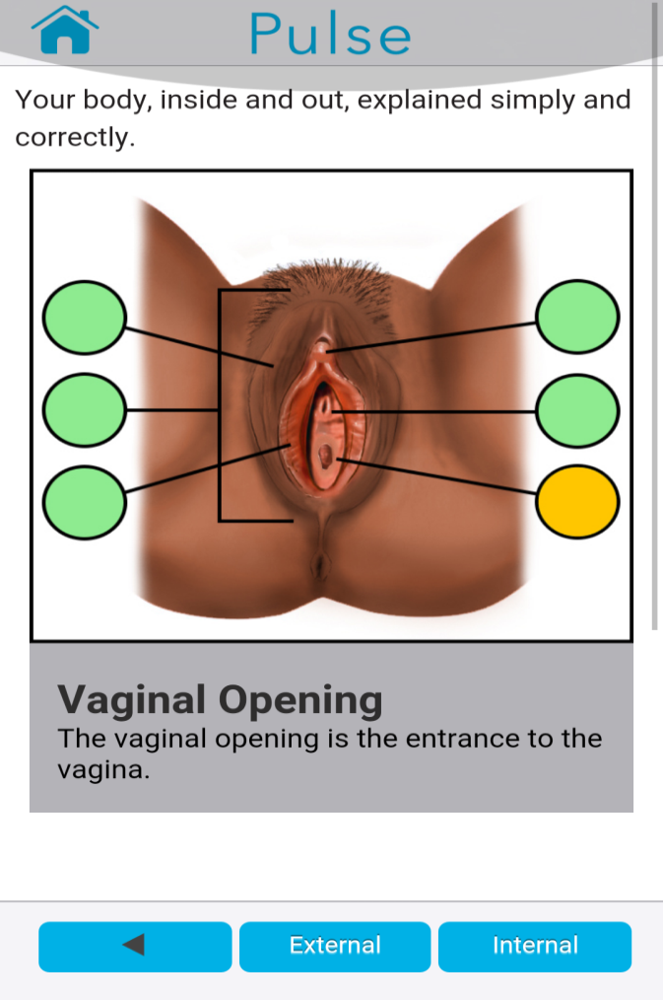 Pulse
Your body, inside and out, explained simply and
correctly.
Vaginal Opening
The vaginal opening is the entrance to the
vagina.
External
Internal